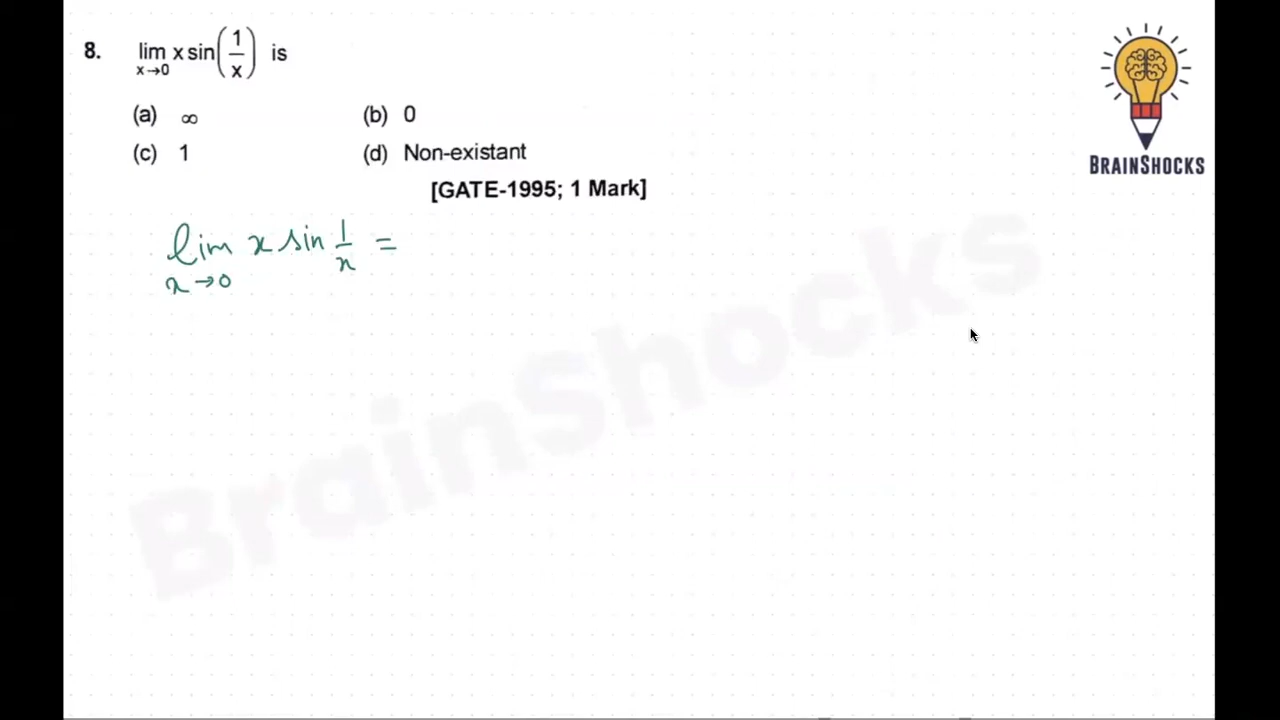 8. lim x→0 x sin(1/x) is
(a) ∞ (b) 0
(c) 1 (d) Non-existant
[GATE-1995; 1 Mark]
lim x→0 x sin 1/x =
BRAINSHOCKS
BrainShocks